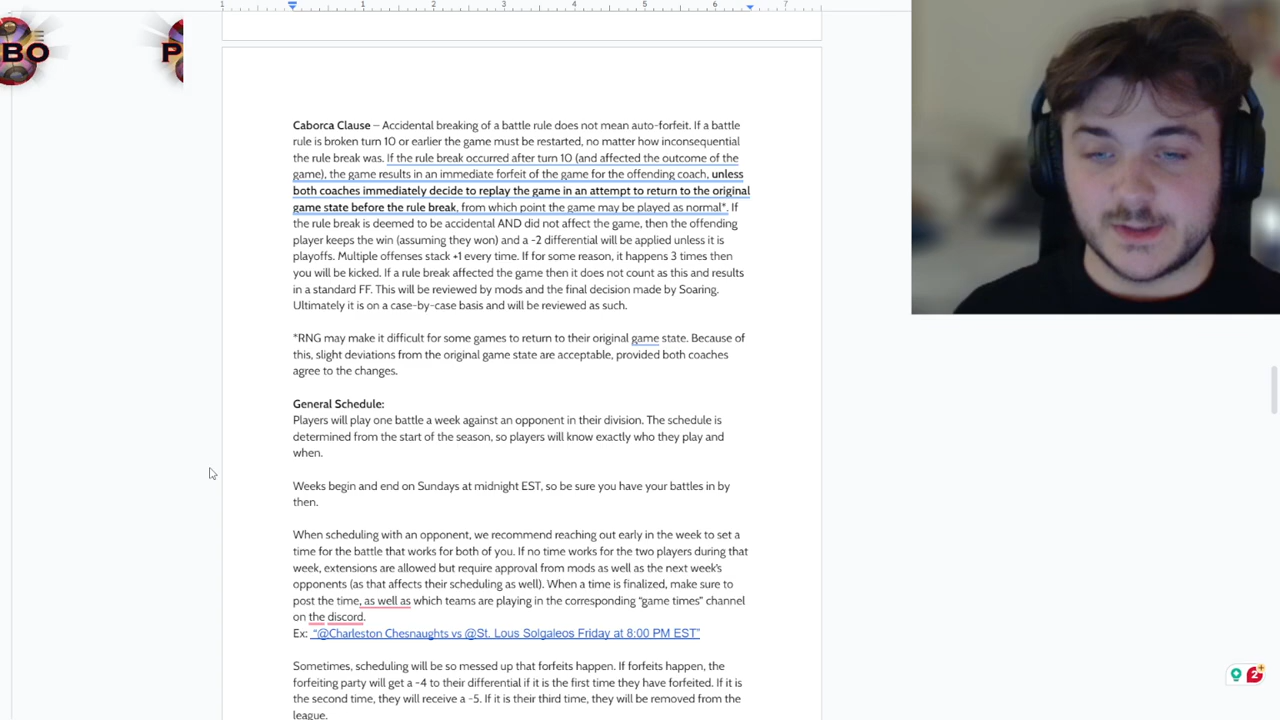 1 1 2 3 4 5 6 7
BO P
Caborca Clause – Accidental breaking of a battle rule does not mean auto-forfeit. If a battle
rule is broken turn 10 or earlier the game must be restarted, no matter how inconsequential
the rule break was. If the rule break occurred after turn 10 (and affected the outcome of the
game), the game results in an immediate forfeit of the game for the offending coach, unless
both coaches immediately decide to replay the game in an attempt to return to the original
game state before the rule break, from which point the game may be played as normal*. If
the rule break is deemed to be accidental AND did not affect the game, then the offending
player keeps the win (assuming they won) and a -2 differential will be applied unless it is
playoffs. Multiple offenses stack +1 every time. If for some reason, it happens 3 times then
you will be kicked. If a rule break affected the game then it does not count as this and results
in a standard FF. This will be reviewed by mods and the final decision made by Soaring.
Ultimately it is on a case-by-case basis and will be reviewed as such.
*RNG may make it difficult for some games to return to their original game state. Because of
this, slight deviations from the original game state are acceptable, provided both coaches
agree to the changes.
General Schedule:
Players will play one battle a week against an opponent in their division. The schedule is
determined from the start of the season, so players will know exactly who they play and
when.
Weeks begin and end on Sundays at midnight EST, so be sure you have your battles in by
then.
When scheduling with an opponent, we recommend reaching out early in the week to set a
time for the battle that works for both of you. If no time works for the two players during that
week, extensions are allowed but require approval from mods as well as the next week's
opponents (as that affects their scheduling as well). When a time is finalized, make sure to
post the time, as well as which teams are playing in the corresponding “game times” channel
on the discord.
Ex: “@Charleston Chesnaughts vs @St. Lous Solgaleos Friday at 8:00 PM EST”
Sometimes, scheduling will be so messed up that forfeits happen. If forfeits happen, the
forfeiting party will get a -4 to their differential if it is the first time they have forfeited. If it is
the second time, they will receive a -5. If it is their third time, they will be removed from the
league.
2